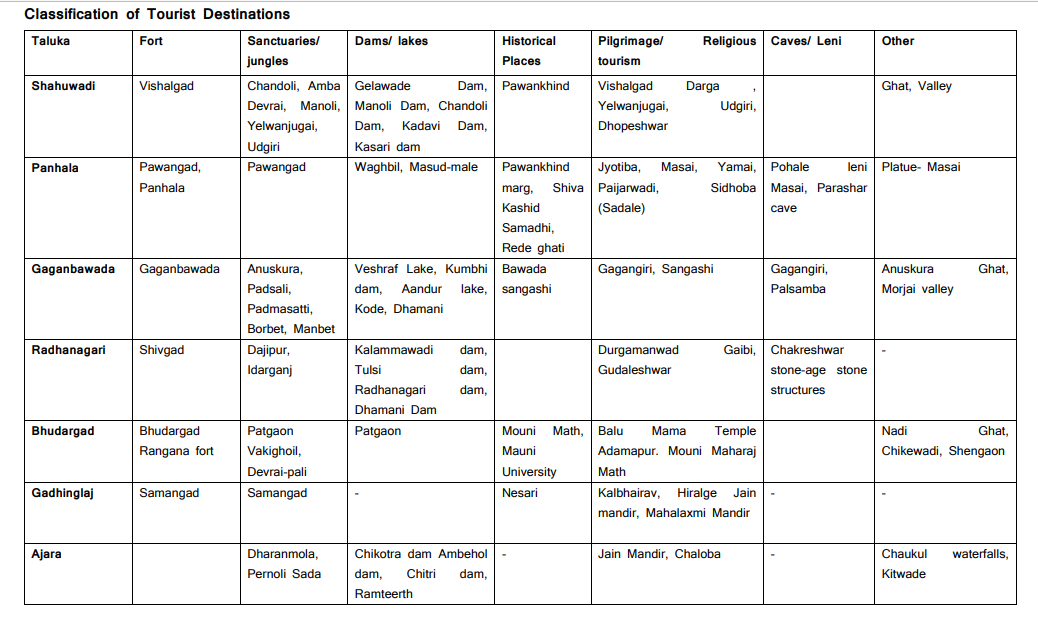 Classification of Tourist Destinations
Taluka Fort Sanctuaries/ jungles Dams/ lakes Historical Places Pilgrimage/ Religious tourism Caves/ Leni Other
Shahuwadi
Vishalgad
Chandoli, Amba
Devrai, Manoli,
Yelwanjugai,
Udgiri
Gelawade Dam,
Manoli Dam, Chandoli
Dam, Kadavi Dam,
Kasari dam
Pawankhind
Vishalgad Darga ,
Yelwanjugai, Udgiri,
Dhopeshwar
Ghat, Valley
Panhala
Pawangad,
Panhala
Pawangad
Waghbil, Masud-male
Pawankhind
marg, Shiva
Kashid
Samadhi,
Rede ghati
Jyotiba, Masai, Yamai,
Paijarwadi, Sidhoba
(Sadale)
Pohale leni
Masai, Parashar
cave
Platue- Masai
Gaganbawada
Gaganbawada
Anuskura,
Padsali,
Padmasatti,
Borbet, Manbet
Veshraf Lake, Kumbhi
dam, Aandur lake,
Kode, Dhamani
Bawada
sangashi
Gagangiri, Sangashi
Gagangiri,
Palsamba
Anuskura Ghat,
Morjai valley
Radhanagari
Shivgad
Dajipur,
Idarganj
Kalammawadi dam,
Tulsi dam,
Radhanagari dam,
Dhamani Dam
Durgamanwad Gaibi,
Gudaleshwar
Chakreshwar
stone-age stone
structures
-
Bhudargad
Bhudargad
Rangana fort
Patgaon
Vakighoil,
Devrai-pali
Patgaon
Mouni Math,
Mauni
University
Balu Mama Temple
Adamapur. Mouni Maharaj
Math
Nadi Ghat,
Chikewadi, Shengaon
Gadhinglaj
Samangad
Samangad
-
Nesari
Kalbhairav, Hiralge Jain
mandir, Mahalaxmi Mandir
-
-
Ajara
Dharanmola,
Pernoli Sada
Chikotra dam Ambehol
dam, Chitri dam,
Ramteerth
-
Jain Mandir, Chaloba
-
Chaukul waterfalls,
Kitwade